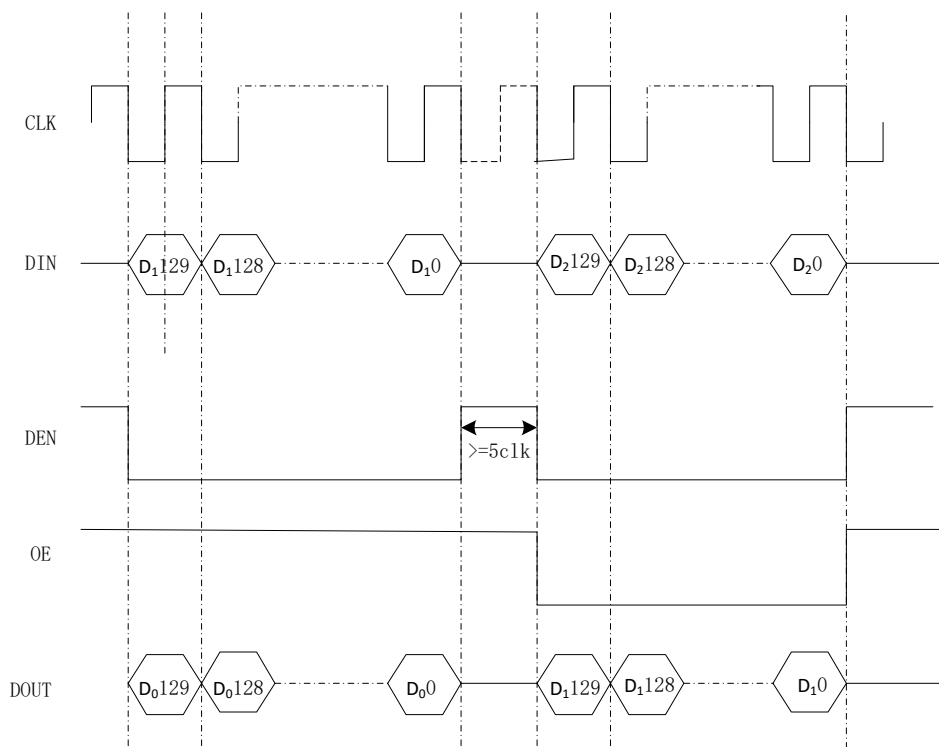 CLK
DIN
D₁129
D₁128
D₁0
D₂129
D₂128
D₂0
DEN
>=5clk
OE
DOUT
D₀129
D₀128
D₀0
D₁129
D₁128
D₁0